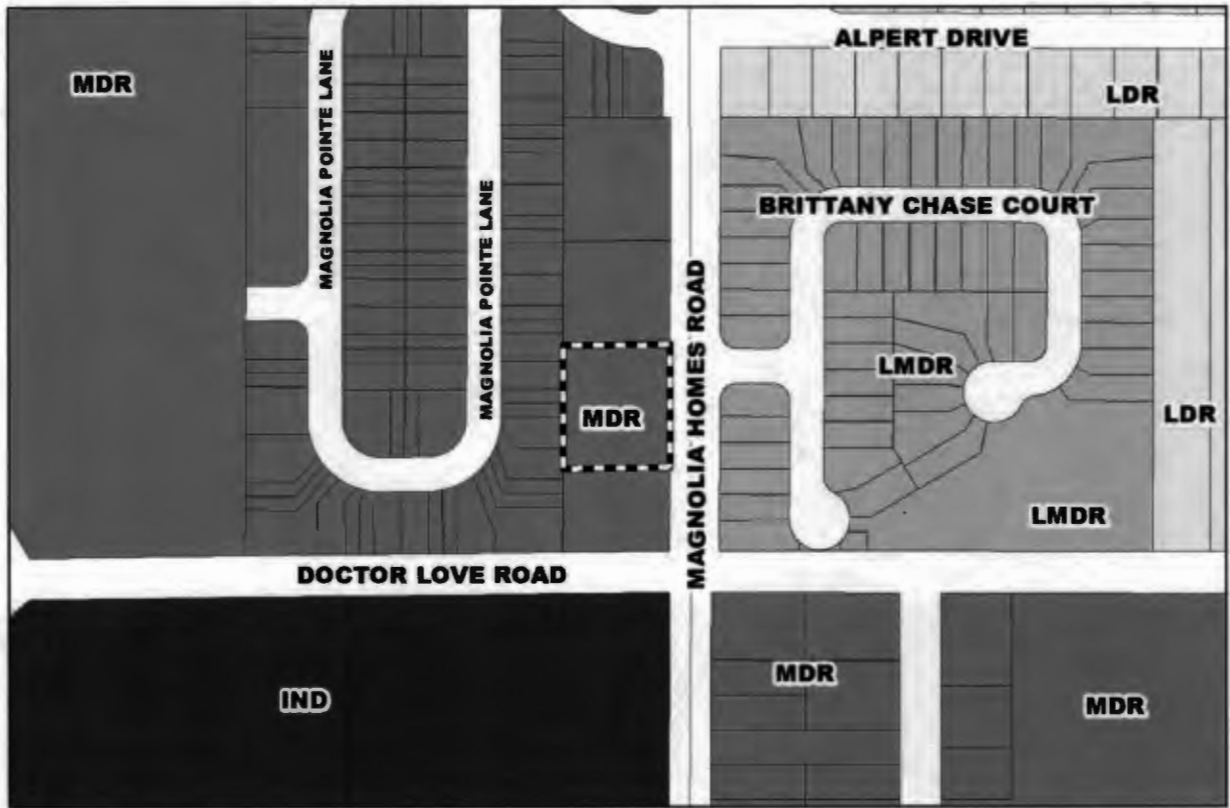 ALPERT DRIVE
MDR
LDR
MAGNOLIA POINTE LANE
MAGNOLIA POINTE LANE
BRITTANY CHASE COURT
MAGNOLIA HOMES ROAD
LMDR
MDR
LDR
LMDR
DOCTOR LOVE ROAD
MDR
IND
MDR